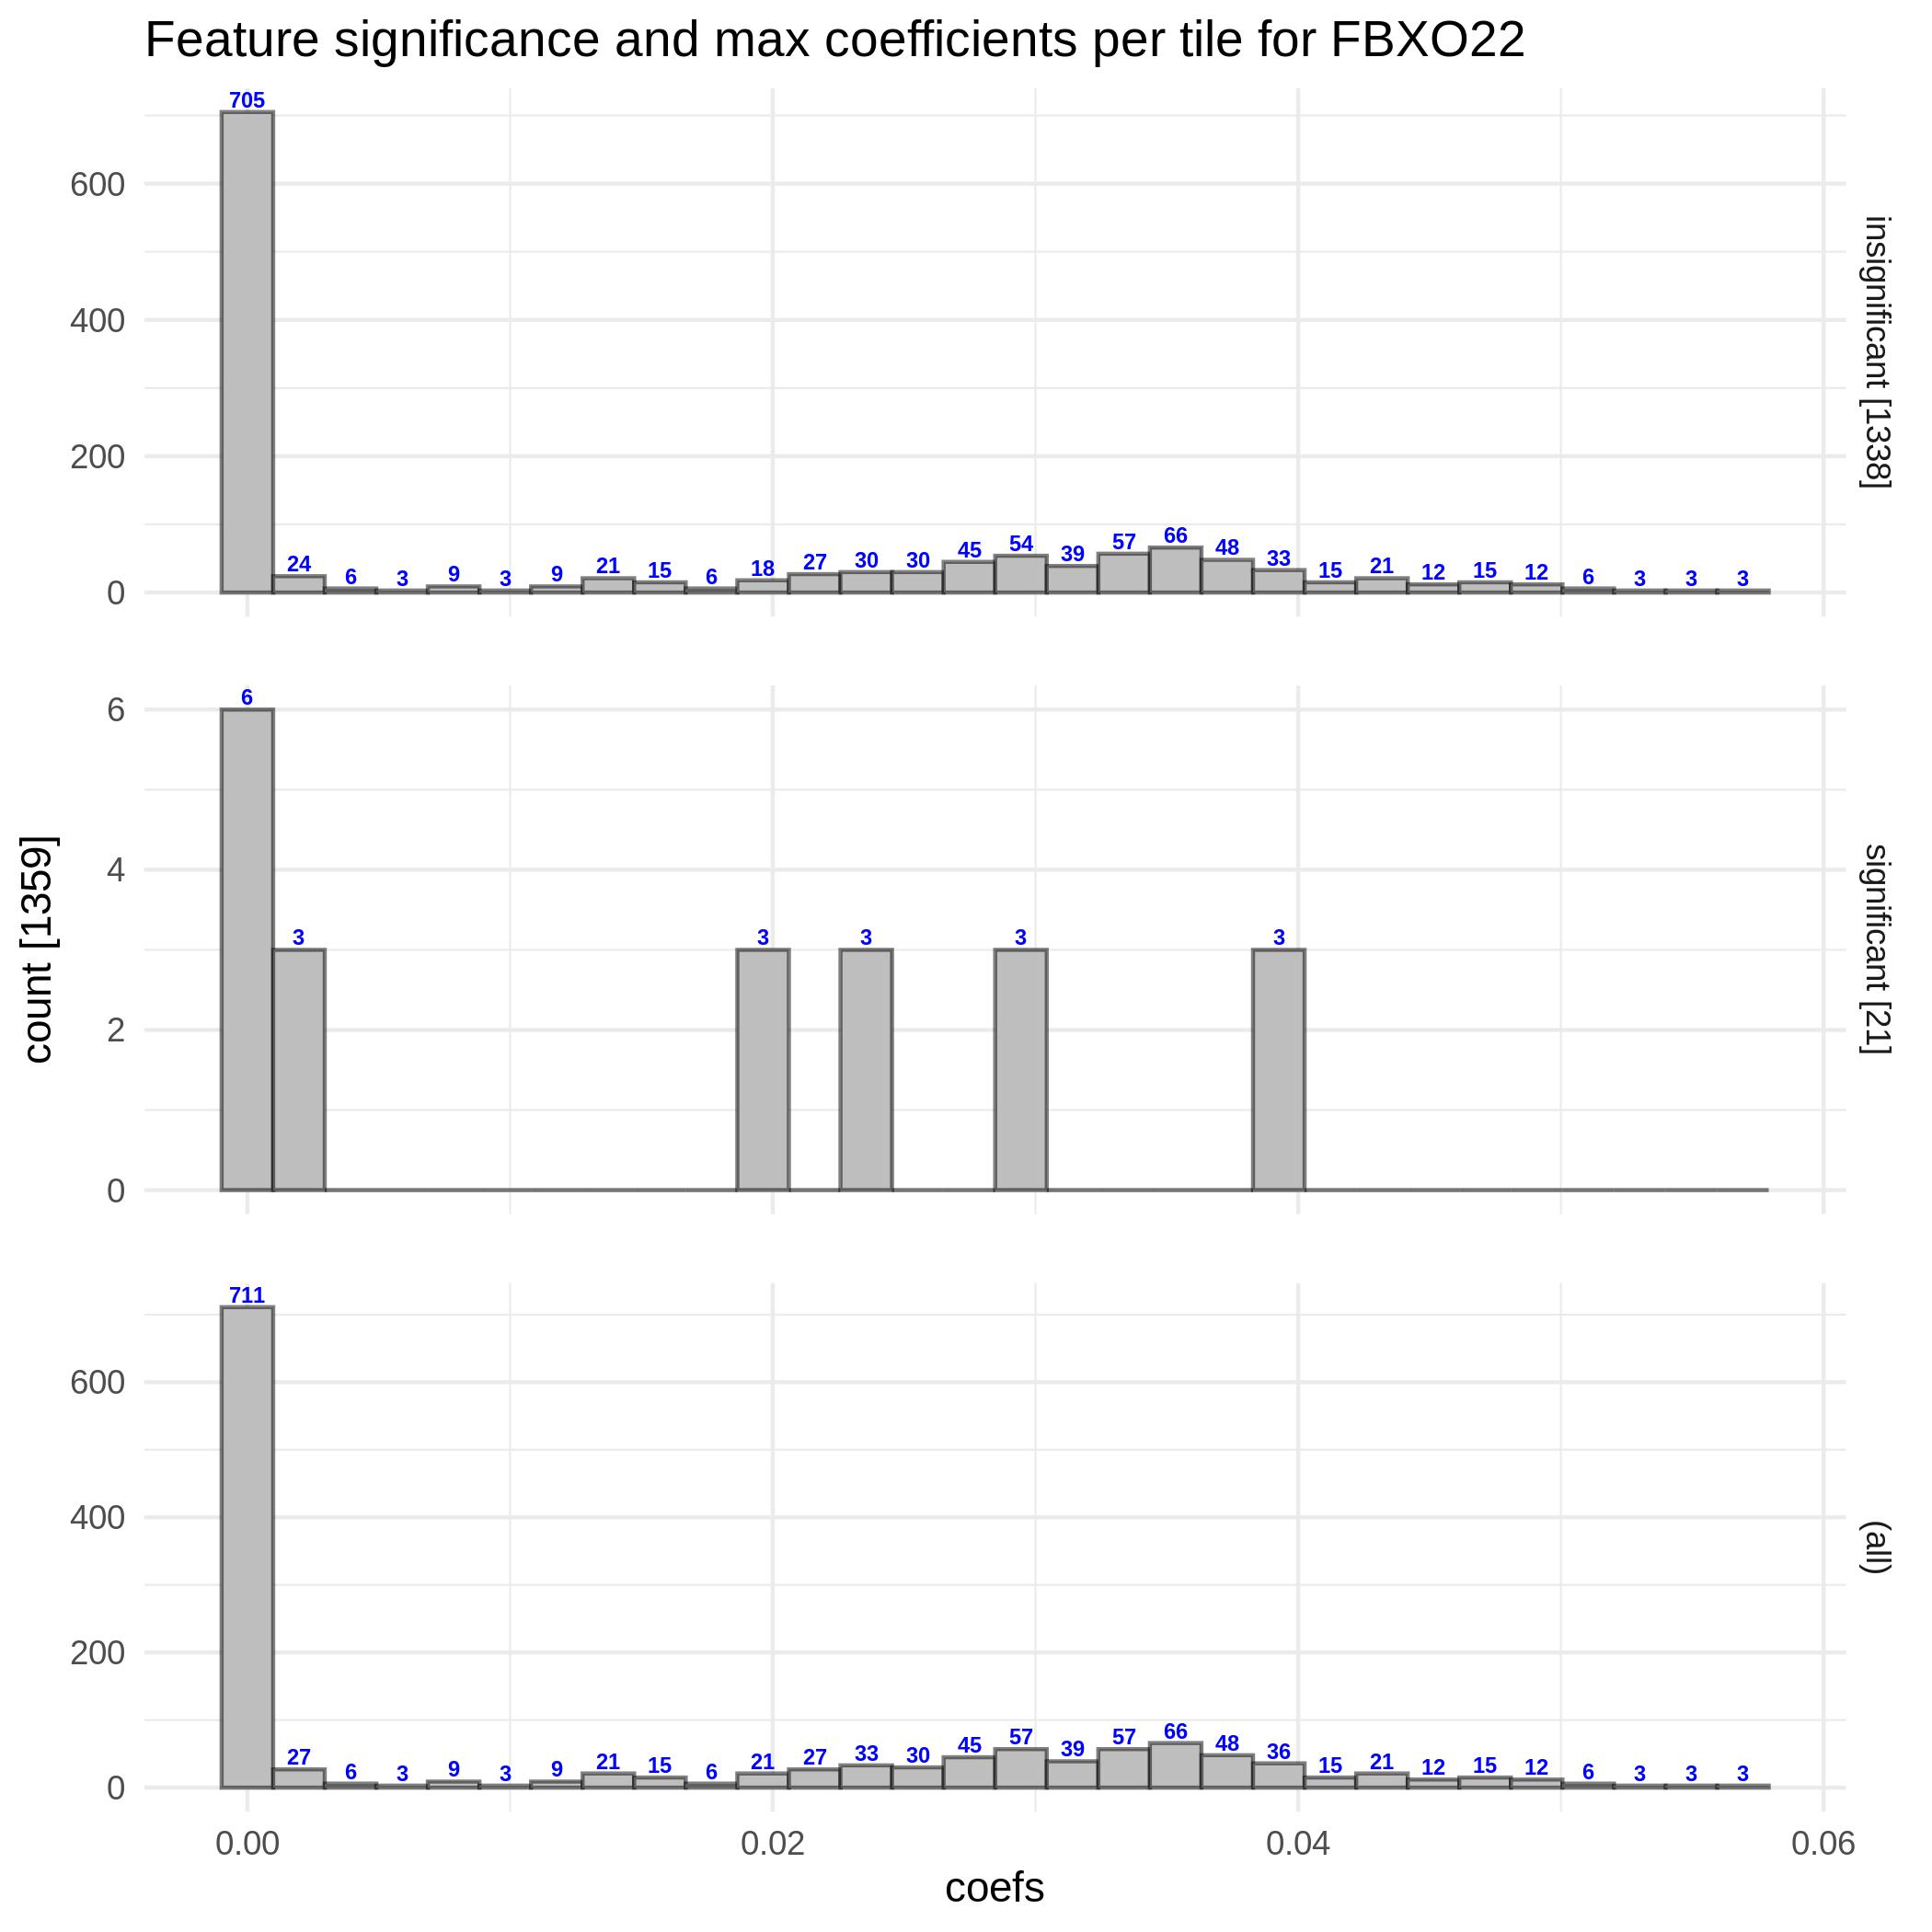 Feature significance and max coefficients per tile for FBXO22
705
600
400
200
0
24 6 3 9 3 9 21 15 6 18 27 30 30 45 54 39 57 66 48 33 15 21 12 15 12 6 3 3 3
insignificant [1338]
6
6
4
2
0
3 3 3 3 3
significant [21]
count [1359]
711
600
400
200
0
27 6 3 9 3 9 21 15 6 21 27 33 30 45 57 39 57 66 48 36 15 21 12 15 12 6 3 3 3
(all)
0.00 0.02 0.04 0.06
coefs